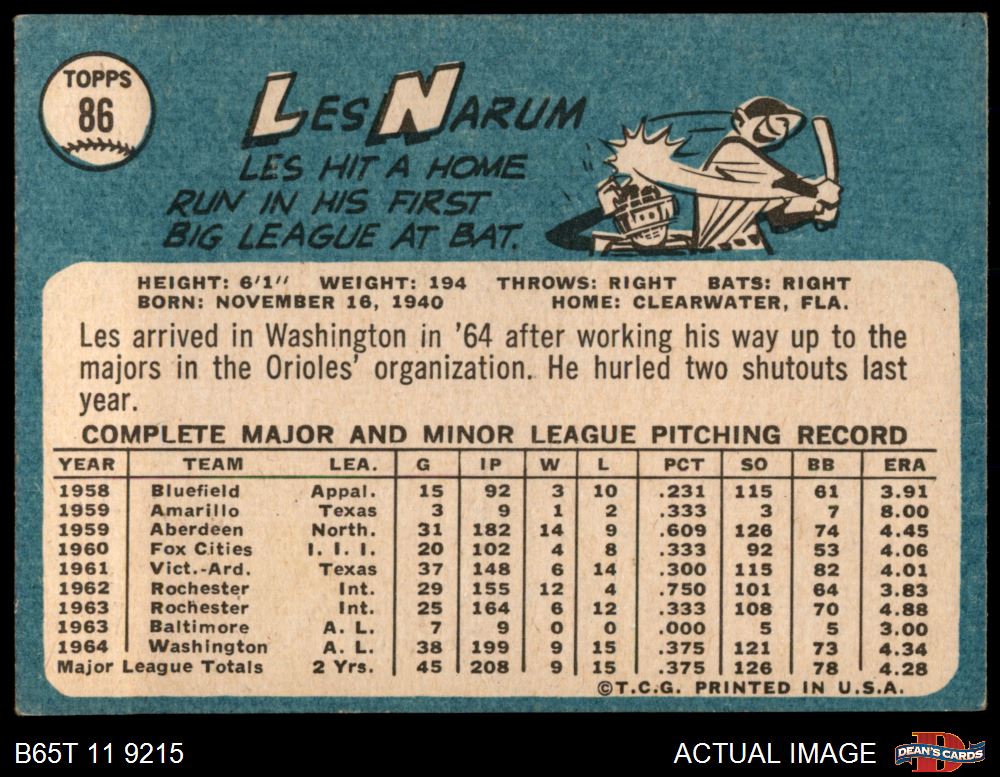 TOPPS
86
LES NARUM
LES HIT A HOME
RUN IN HIS FIRST
BIG LEAGUE AT BAT.
HEIGHT: 6'1" WEIGHT: 194 THROWS: RIGHT BATS: RIGHT
BORN: NOVEMBER 16, 1940 HOME: CLEARWATER, FLA.
Les arrived in Washington in '64 after working his way up to the
majors in the Orioles' organization. He hurled two shutouts last
year.
COMPLETE MAJOR AND MINOR LEAGUE PITCHING RECORD
YEAR TEAM LEA. G IP W L PCT SO BB ERA
1958 Bluefield Appal. 15 92 3 10 .231 115 61 3.91
1959 Amarillo Texas 3 9 1 2 .333 3 7 8.00
1959 Aberdeen North. 31 182 14 9 .609 126 74 4.45
1960 Fox Cities I. I. I. 20 102 4 8 .333 92 53 4.06
1961 Vict.-Ard. Texas 37 148 6 14 .300 115 82 4.01
1962 Rochester Int. 29 155 12 4 .750 101 64 3.83
1963 Rochester Int. 25 164 6 12 .333 108 70 4.88
1963 Baltimore A. L. 7 9 0 0 .000 5 5 3.00
1964 Washington A. L. 38 199 9 15 .375 121 73 4.34
Major League Totals 2 Yrs. 45 208 9 15 .375 126 78 4.28
©T.C.G. PRINTED IN U.S.A.
B65T 11 9215
ACTUAL IMAGE
DEAN'S CARDS